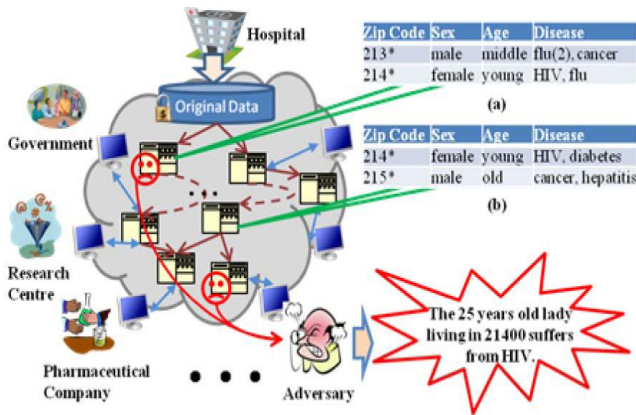 Hospital
Original Data
Government
Research
Centre
Pharmaceutical
Company
Adversary
Zip Code Sex Age Disease
213* male middle flu(2), cancer
214* female young HIV, flu
(a)
Zip Code Sex Age Disease
214* female young HIV, diabetes
215* male old cancer, hepatitis
(b)
The 25 years old lady
living in 21400 suffers
from HIV.